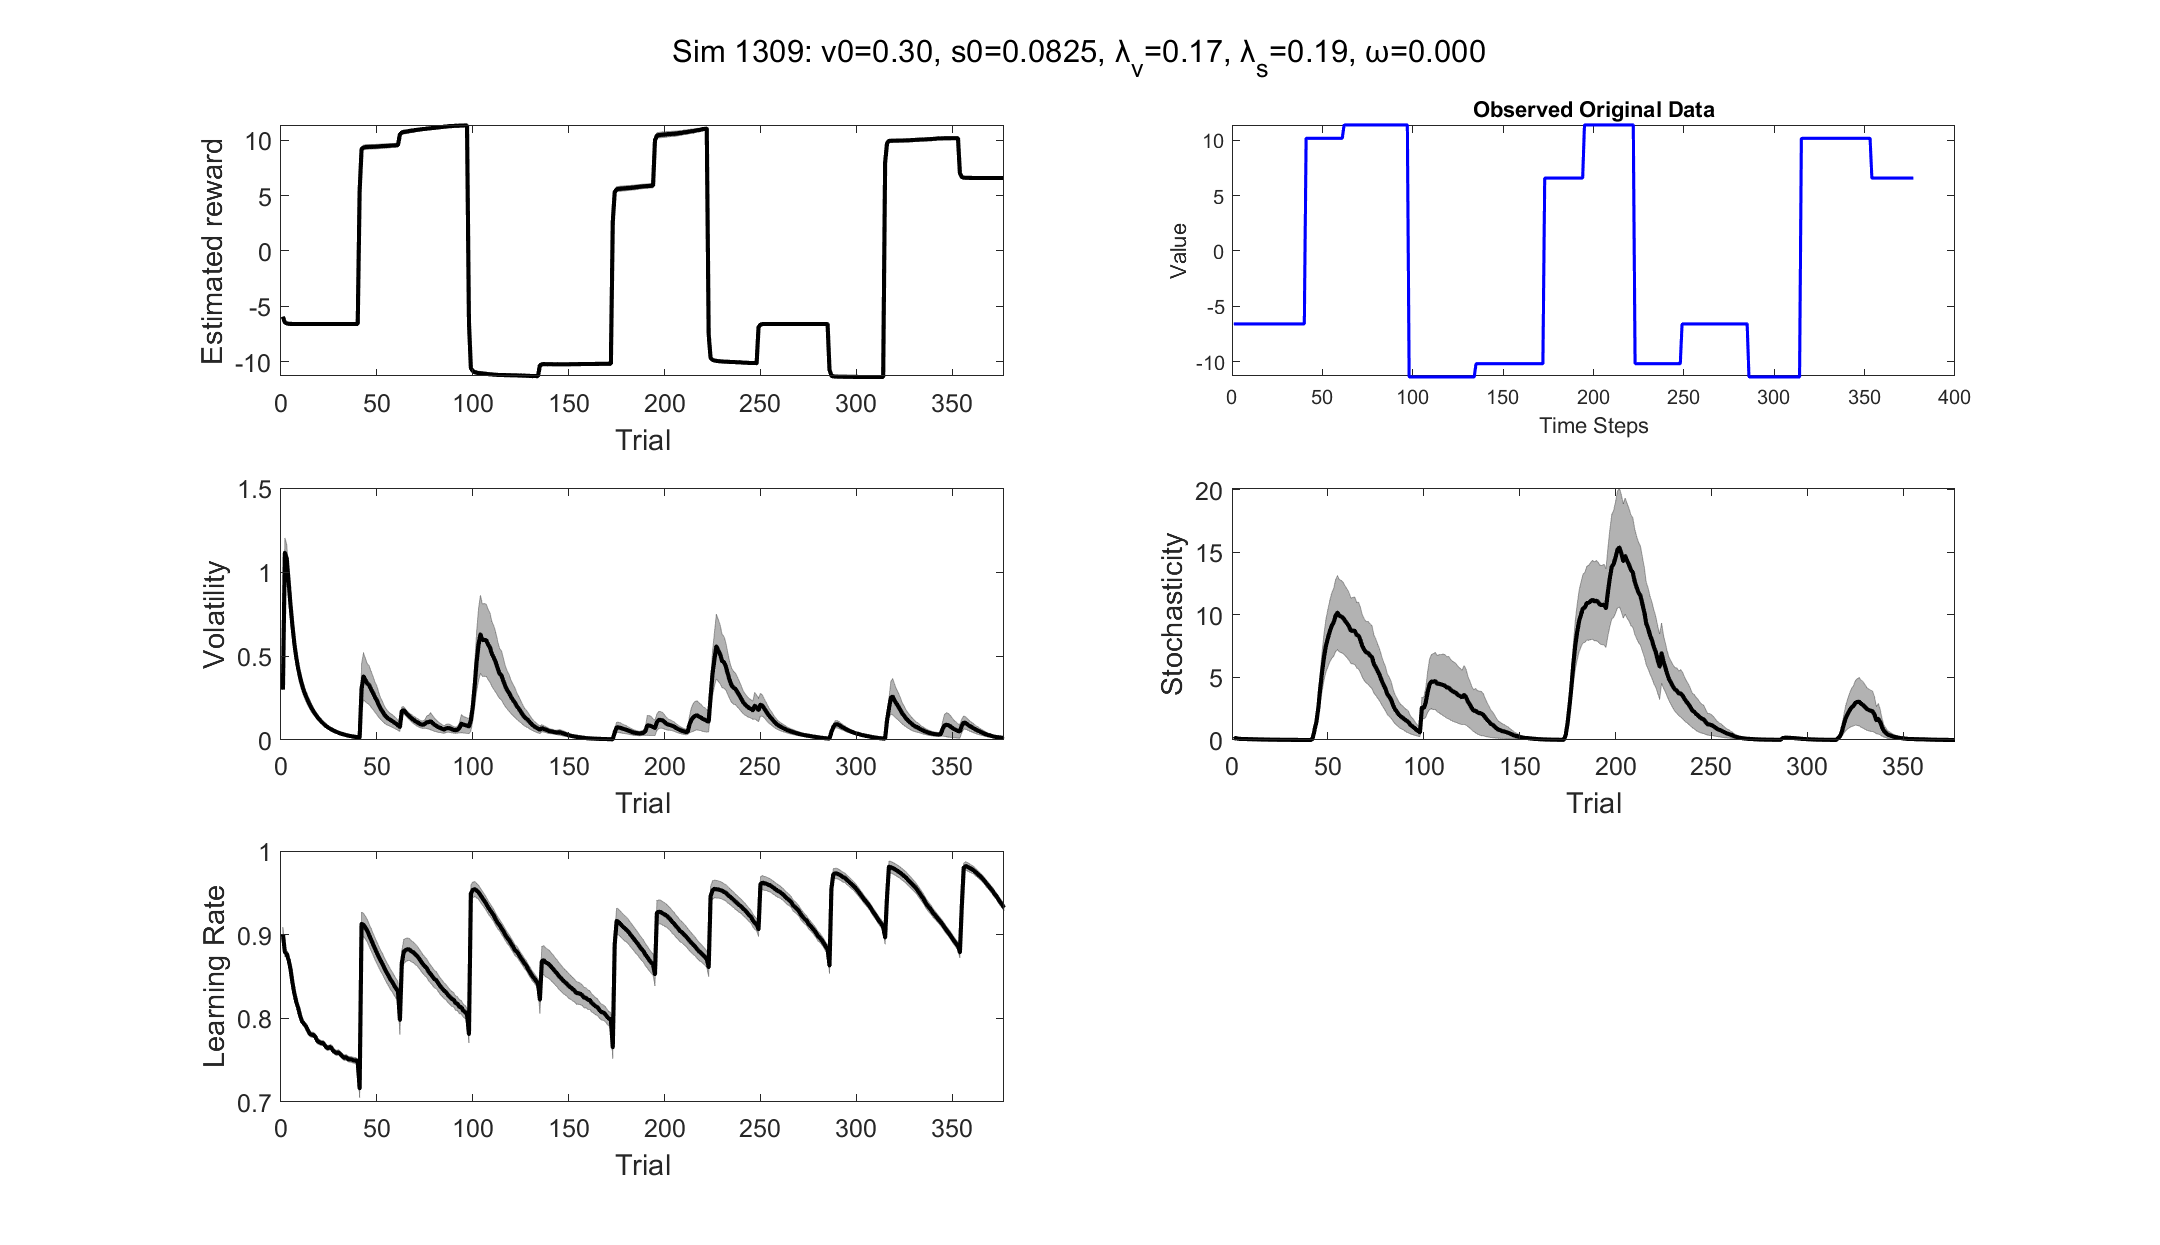 Sim 1309: v0=0.30, s0=0.0825, λv=0.17, λs=0.19, ω=0.000
Estimated reward
10
5
0
-5
-10
0 50 100 150 200 250 300 350
Trial
Observed Original Data
Value
10
5
0
-5
-10
0 50 100 150 200 250 300 350 400
Time Steps
Volatility
1.5
1
0.5
0
0 50 100 150 200 250 300 350
Trial
Stochasticity
20
15
10
5
0
0 50 100 150 200 250 300 350
Trial
Learning Rate
1
0.9
0.8
0.7
0 50 100 150 200 250 300 350
Trial